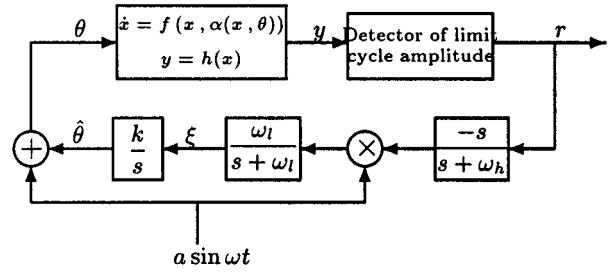 θ
ẋ = f(x, α(x, θ))
y = h(x)
y
Detector of limit
cycle amplitude
r
+
θ̂
k/s
ξ
ω_l/(s + ω_l)
×
-s/(s + ω_h)
a sin ωt